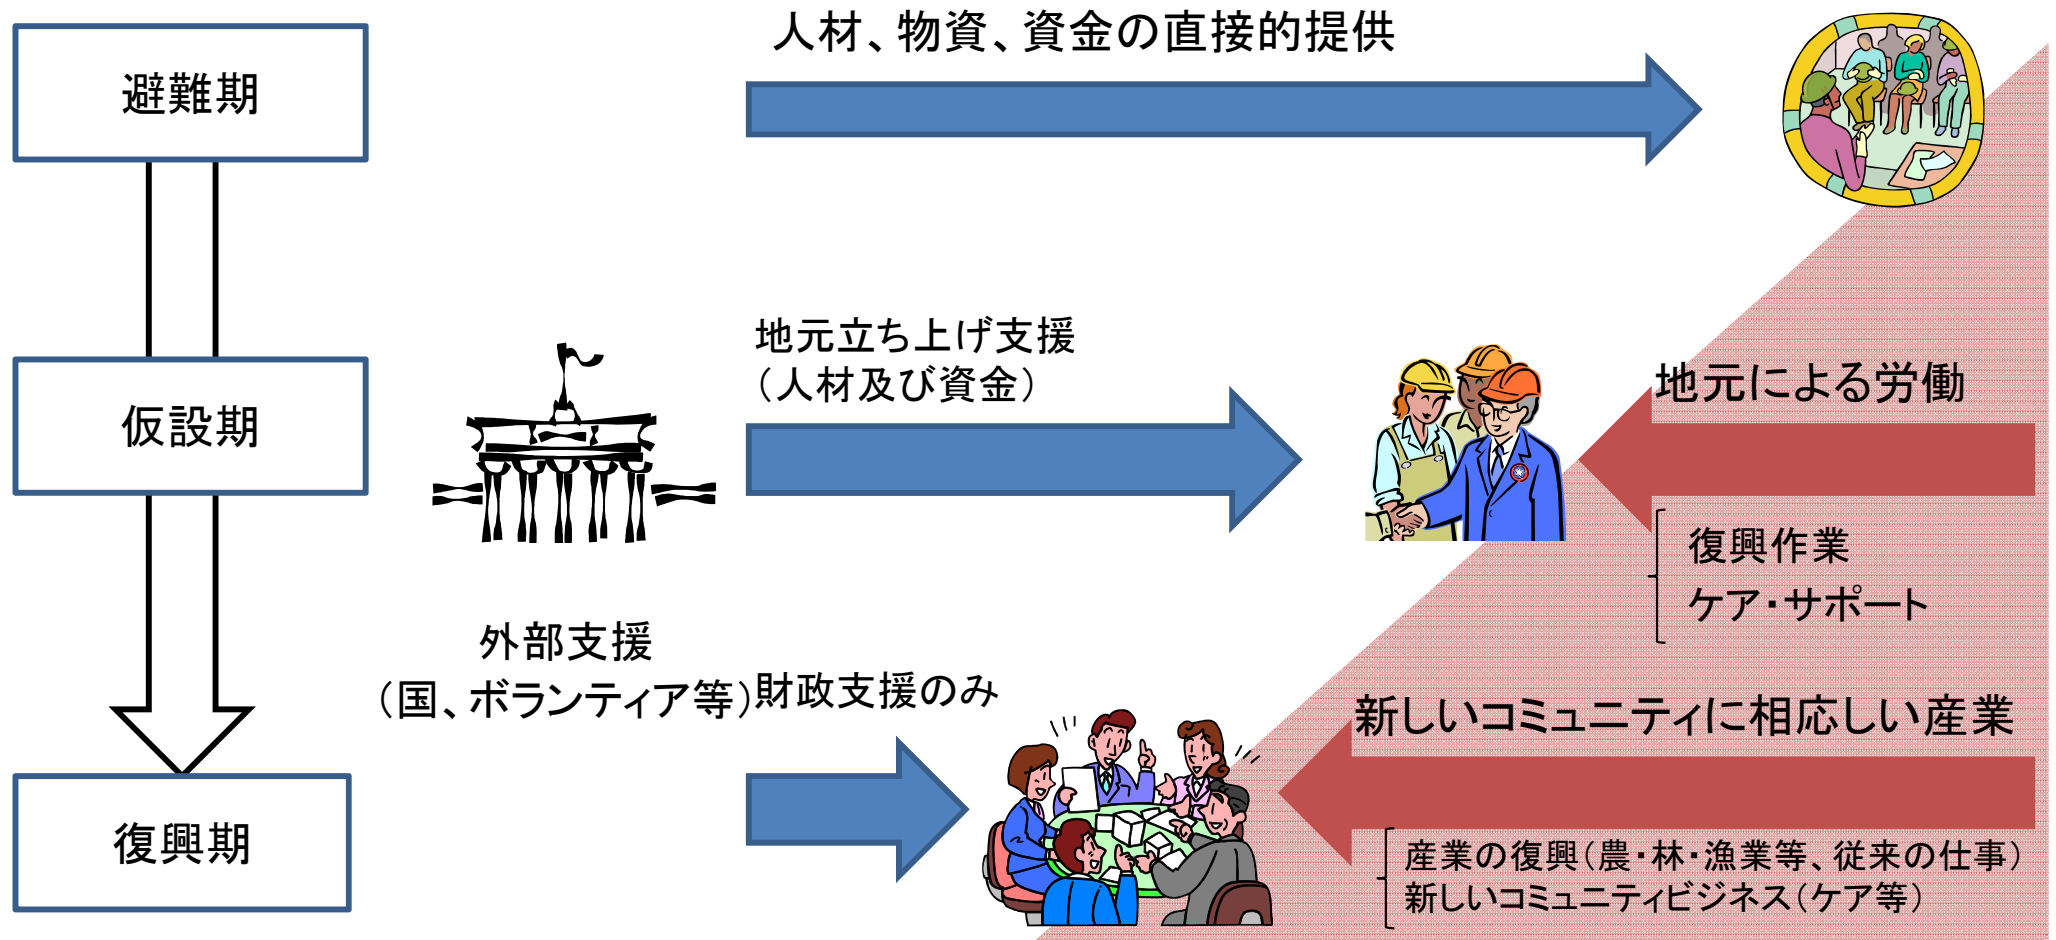 人材、物資、資金の直接的提供
避難期
地元立ち上げ支援
（人材及び資金）
仮設期
地元による労働
復興作業
ケア・サポート
外部支援
（国、ボランティア等）
財政支援のみ
新しいコミュニティに相応しい産業
復興期
産業の復興（農・林・漁業等、従来の仕事）
新しいコミュニティビジネス（ケア等）